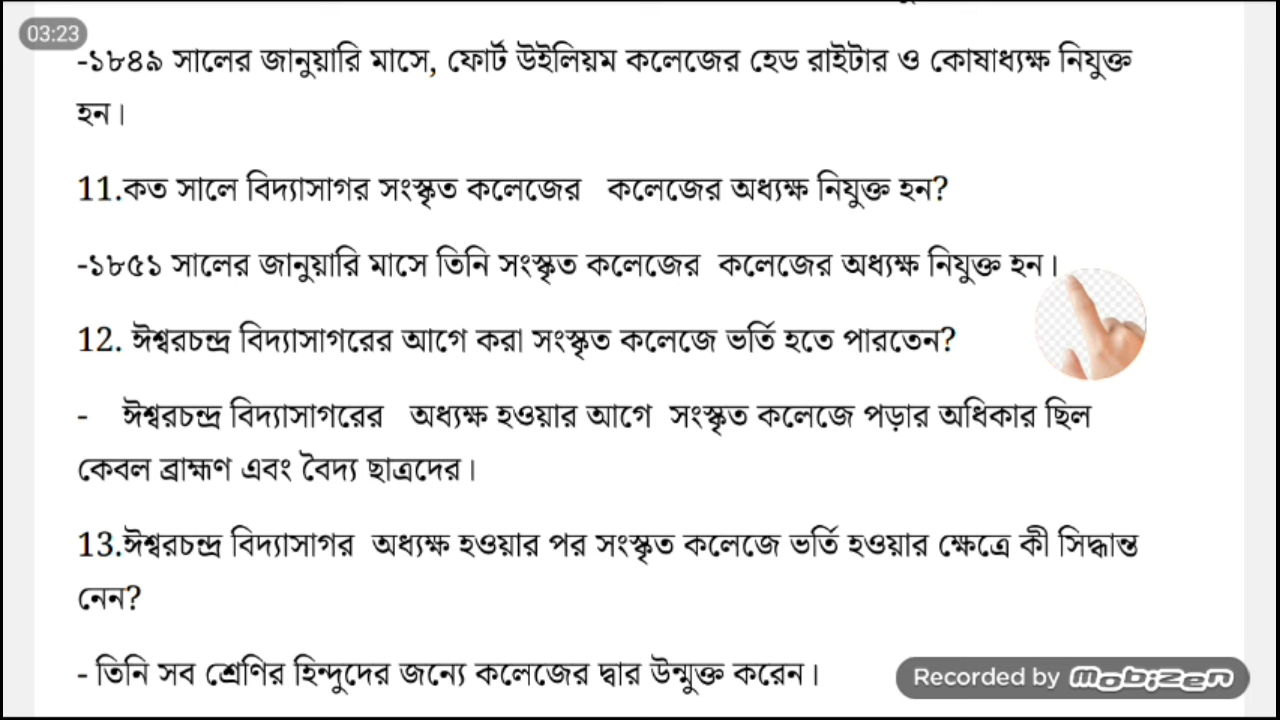 03:23
-১৮৪৯ সালের জানুয়ারি মাসে, ফোর্ট উইলিয়ম কলেজের হেড রাইটার ও কোষাধ্যক্ষ নিযুক্ত
হন।
11.কত সালে বিদ্যাসাগর সংস্কৃত কলেজের কলেজের অধ্যক্ষ নিযুক্ত হন?
-১৮৫১ সালের জানুয়ারি মাসে তিনি সংস্কৃত কলেজের কলেজের অধ্যক্ষ নিযুক্ত হন।
12. ঈশ্বরচন্দ্র বিদ্যাসাগরের আগে করা সংস্কৃত কলেজে ভর্তি হতে পারতেন?
- ঈশ্বরচন্দ্র বিদ্যাসাগরের অধ্যক্ষ হওয়ার আগে সংস্কৃত কলেজে পড়ার অধিকার ছিল
কেবল ব্রাহ্মণ এবং বৈদ্য ছাত্রদের।
13.ঈশ্বরচন্দ্র বিদ্যাসাগর অধ্যক্ষ হওয়ার পর সংস্কৃত কলেজে ভর্তি হওয়ার ক্ষেত্রে কী সিদ্ধান্ত
নেন?
- তিনি সব শ্রেণির হিন্দুদের জন্যে কলেজের দ্বার উন্মুক্ত করেন।
Recorded by mobizen